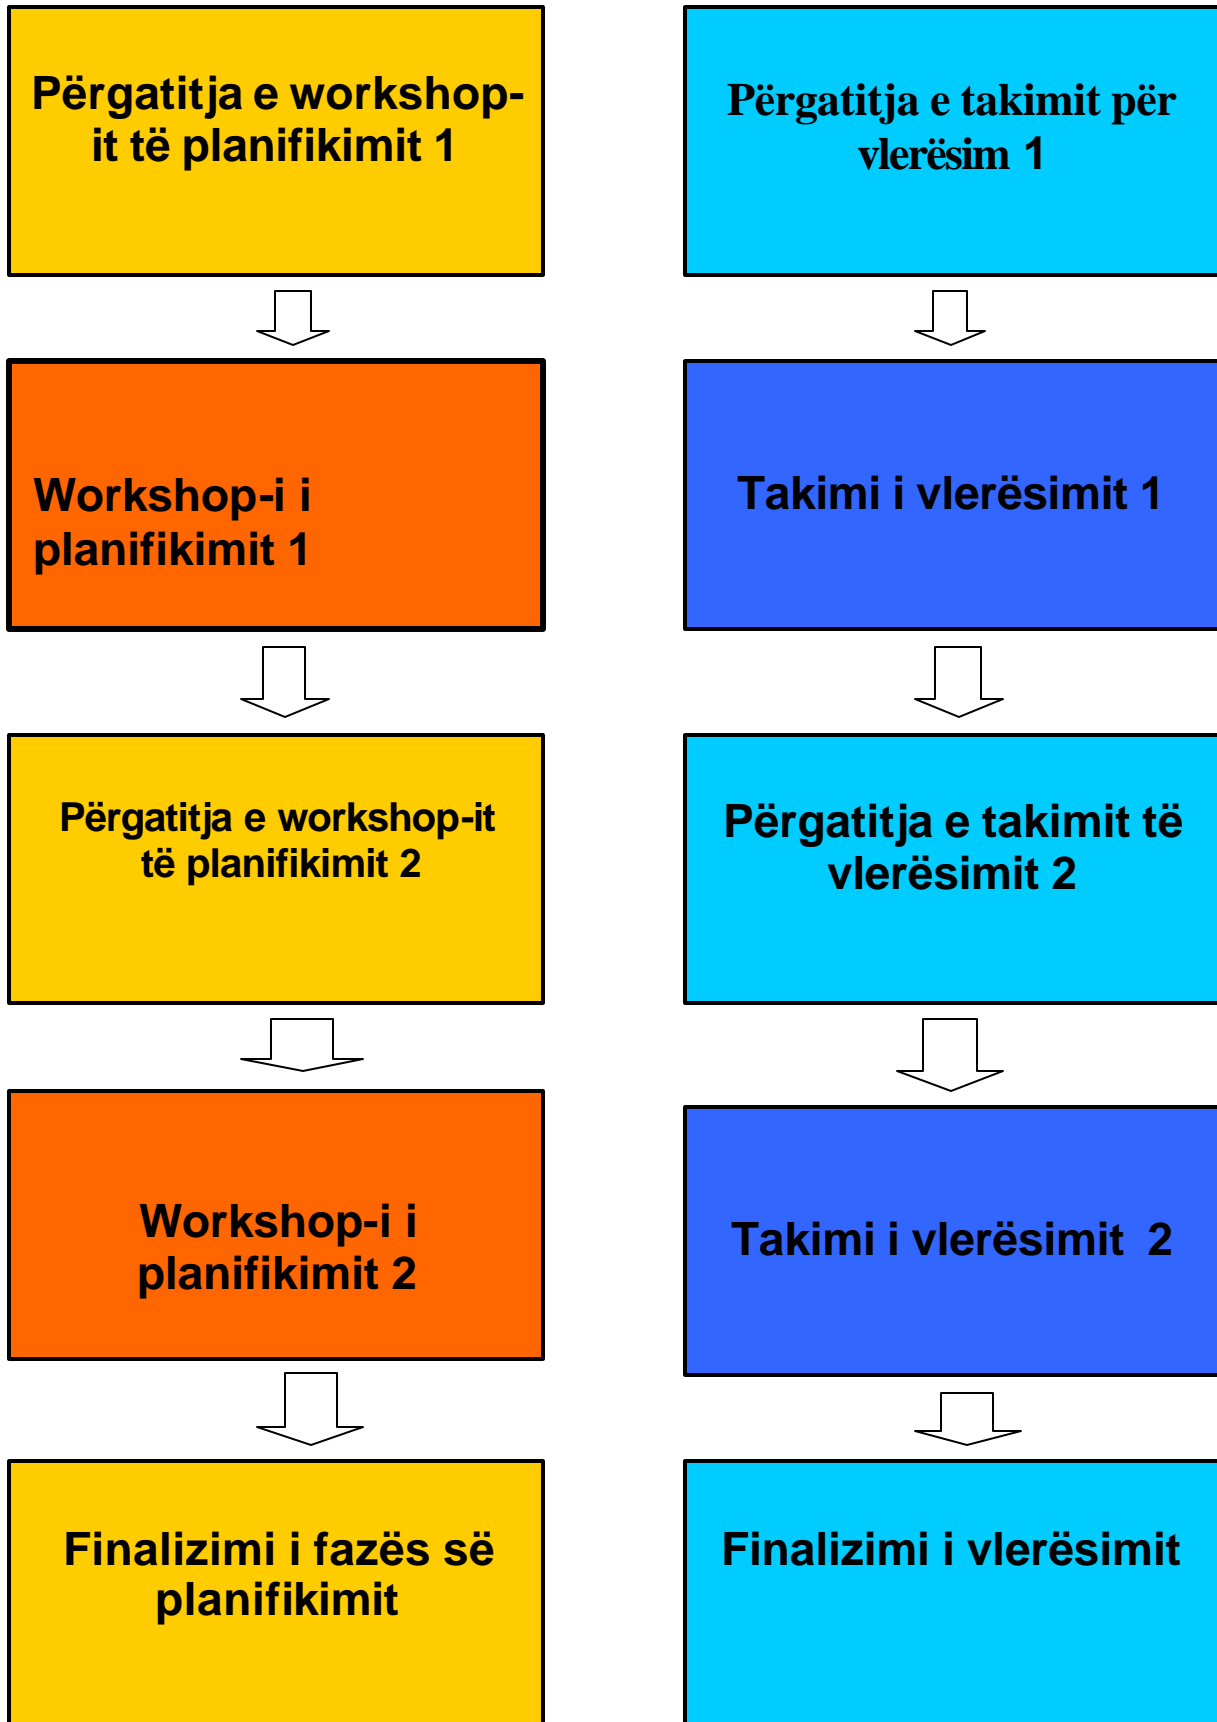 Përgatitja e workshop-
it të planifikimit 1
Workshop-i i
planifikimit 1
Përgatitja e workshop-it
të planifikimit 2
Workshop-i i
planifikimit 2
Finalizimi i fazës së
planifikimit
Përgatitja e takimit për
vlerësim 1
Takimi i vlerësimit 1
Përgatitja e takimit të
vlerësimit 2
Takimi i vlerësimit 2
Finalizimi i vlerësimit